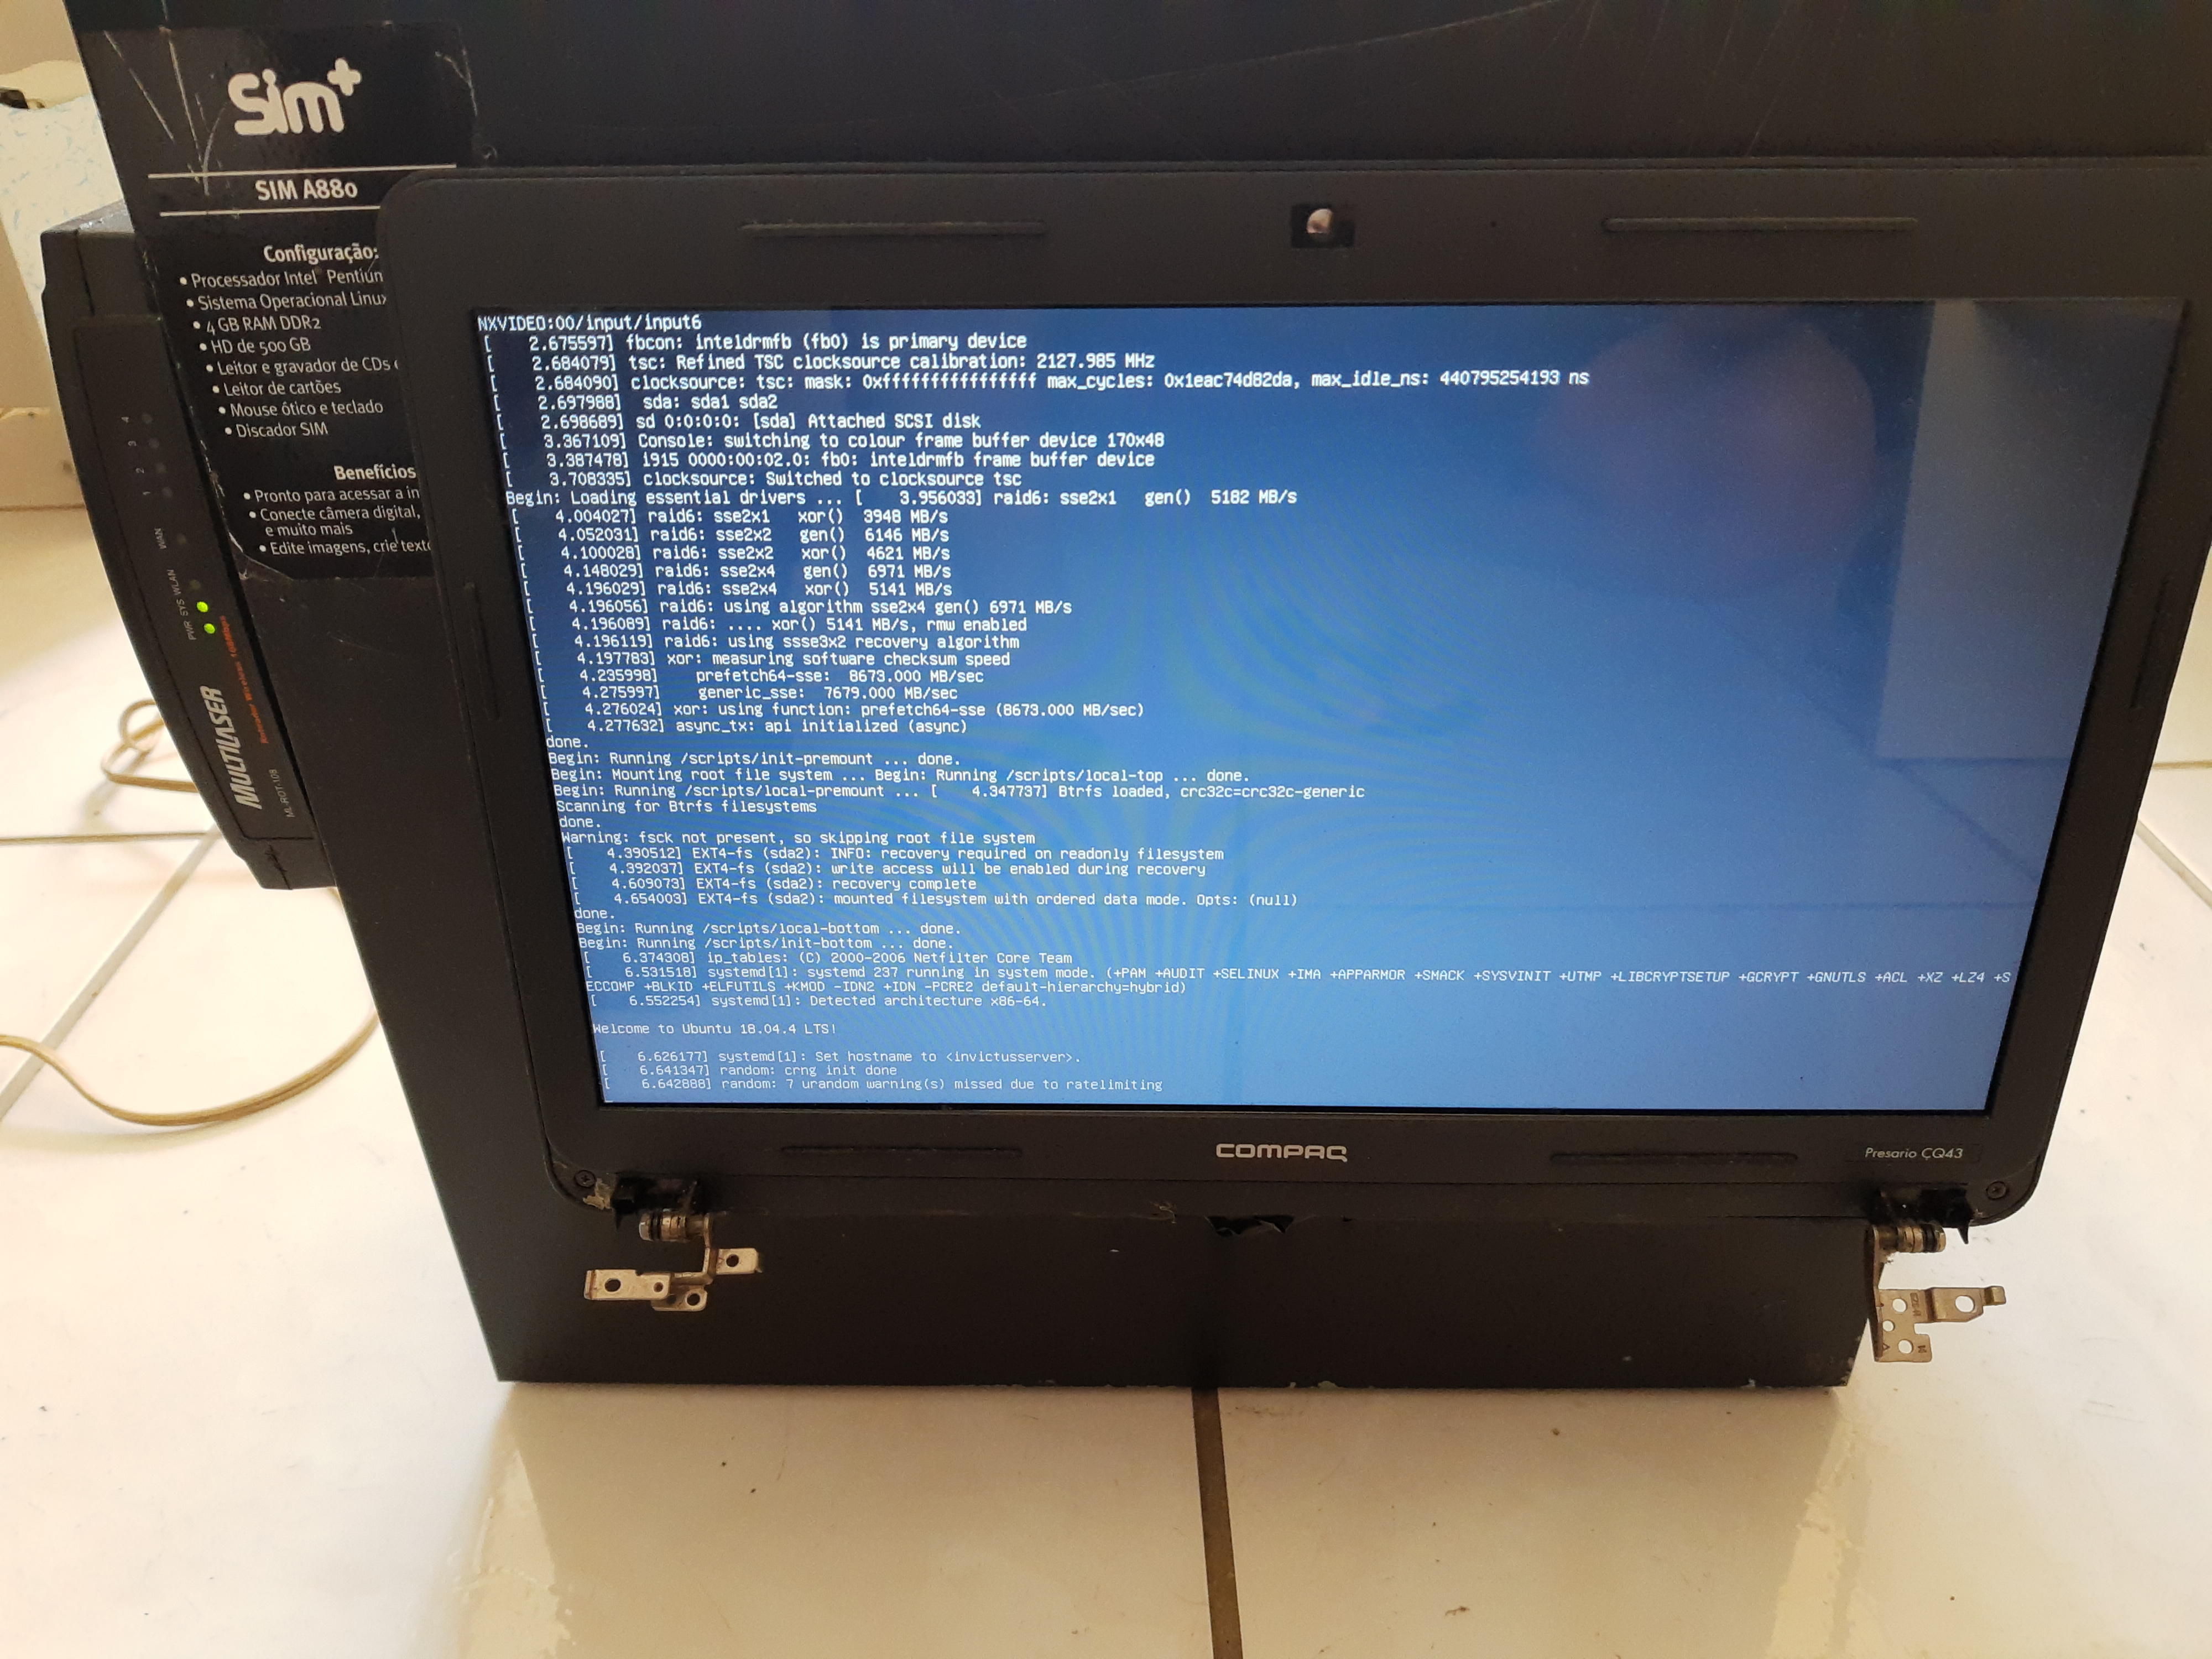 Sim+
SIM A880
Configuração:
• Processador Intel Pentiún
• Sistema Operacional Linux
• 4 GB RAM DDR2
• HD de 500 GB
• Leitor e gravador de CDs e
• Leitor de cartões
• Mouse ótico e teclado
• Discador SIM
Benefícios
• Pronto para acessar a in
• Conecte câmera digital,
e muito mais
• Edite imagens, crie texto
4
3
2
1
WAN
WLAN
SYS
PWR
MULTILASER
Roteador Wireless 108Mbps
ML-ROT-108
NXVIDEO:00/input/input6
[ 2.675597] fbcon: inteldrmfb (fb0) is primary device
[ 2.684079] tsc: Refined TSC clocksource calibration: 2127.985 MHz
[ 2.684090] clocksource: tsc: mask: 0xffffffffffffffff max_cycles: 0x1eac74d82da, max_idle_ns: 440795254193 ns
[ 2.697988] sda: sda1 sda2
[ 2.698689] sd 0:0:0:0: [sda] Attached SCSI disk
[ 3.367109] Console: switching to colour frame buffer device 170x48
[ 3.387478] i915 0000:00:02.0: fb0: inteldrmfb frame buffer device
[ 3.708335] clocksource: Switched to clocksource tsc
Begin: Loading essential drivers ... [ 3.956033] raid6: sse2x1 gen() 5182 MB/s
[ 4.004027] raid6: sse2x1 xor() 3948 MB/s
[ 4.052031] raid6: sse2x2 gen() 6146 MB/s
[ 4.100028] raid6: sse2x2 xor() 4621 MB/s
[ 4.148029] raid6: sse2x4 gen() 6971 MB/s
[ 4.196029] raid6: sse2x4 xor() 5141 MB/s
[ 4.196056] raid6: using algorithm sse2x4 gen() 6971 MB/s
[ 4.196089] raid6: .... xor() 5141 MB/s, rmw enabled
[ 4.196119] raid6: using ssse3x2 recovery algorithm
[ 4.197783] xor: measuring software checksum speed
[ 4.235998] prefetch64-sse: 8673.000 MB/sec
[ 4.275997] generic_sse: 7679.000 MB/sec
[ 4.276024] xor: using function: prefetch64-sse (8673.000 MB/sec)
[ 4.277632] async_tx: api initialized (async)
done.
Begin: Running /scripts/init-premount ... done.
Begin: Mounting root file system ... Begin: Running /scripts/local-top ... done.
Begin: Running /scripts/local-premount ... [ 4.347737] Btrfs loaded, crc32c=crc32c-generic
Scanning for Btrfs filesystems
done.
Warning: fsck not present, so skipping root file system
[ 4.390512] EXT4-fs (sda2): INFO: recovery required on readonly filesystem
[ 4.392037] EXT4-fs (sda2): write access will be enabled during recovery
[ 4.609073] EXT4-fs (sda2): recovery complete
[ 4.654003] EXT4-fs (sda2): mounted filesystem with ordered data mode. Opts: (null)
done.
Begin: Running /scripts/local-bottom ... done.
Begin: Running /scripts/init-bottom ... done.
[ 6.374308] ip_tables: (C) 2000-2006 Netfilter Core Team
[ 6.531518] systemd[1]: systemd 237 running in system mode. (+PAM +AUDIT +SELINUX +IMA +APPARMOR +SMACK +SYSVINIT +UTMP +LIBCRYPTSETUP +GCRYPT +GNUTLS +ACL +XZ +LZ4 +S
ECCOMP +BLKID +ELFUTILS +KMOD -IDN2 +IDN -PCRE2 default-hierarchy=hybrid)
[ 6.552254] systemd[1]: Detected architecture x86-64.
Welcome to Ubuntu 18.04.4 LTS!
[ 6.626177] systemd[1]: Set hostname to <invictusserver>.
[ 6.641347] random: crng init done
[ 6.642888] random: 7 urandom warning(s) missed due to ratelimiting
COMPAQ
Presario CQ43